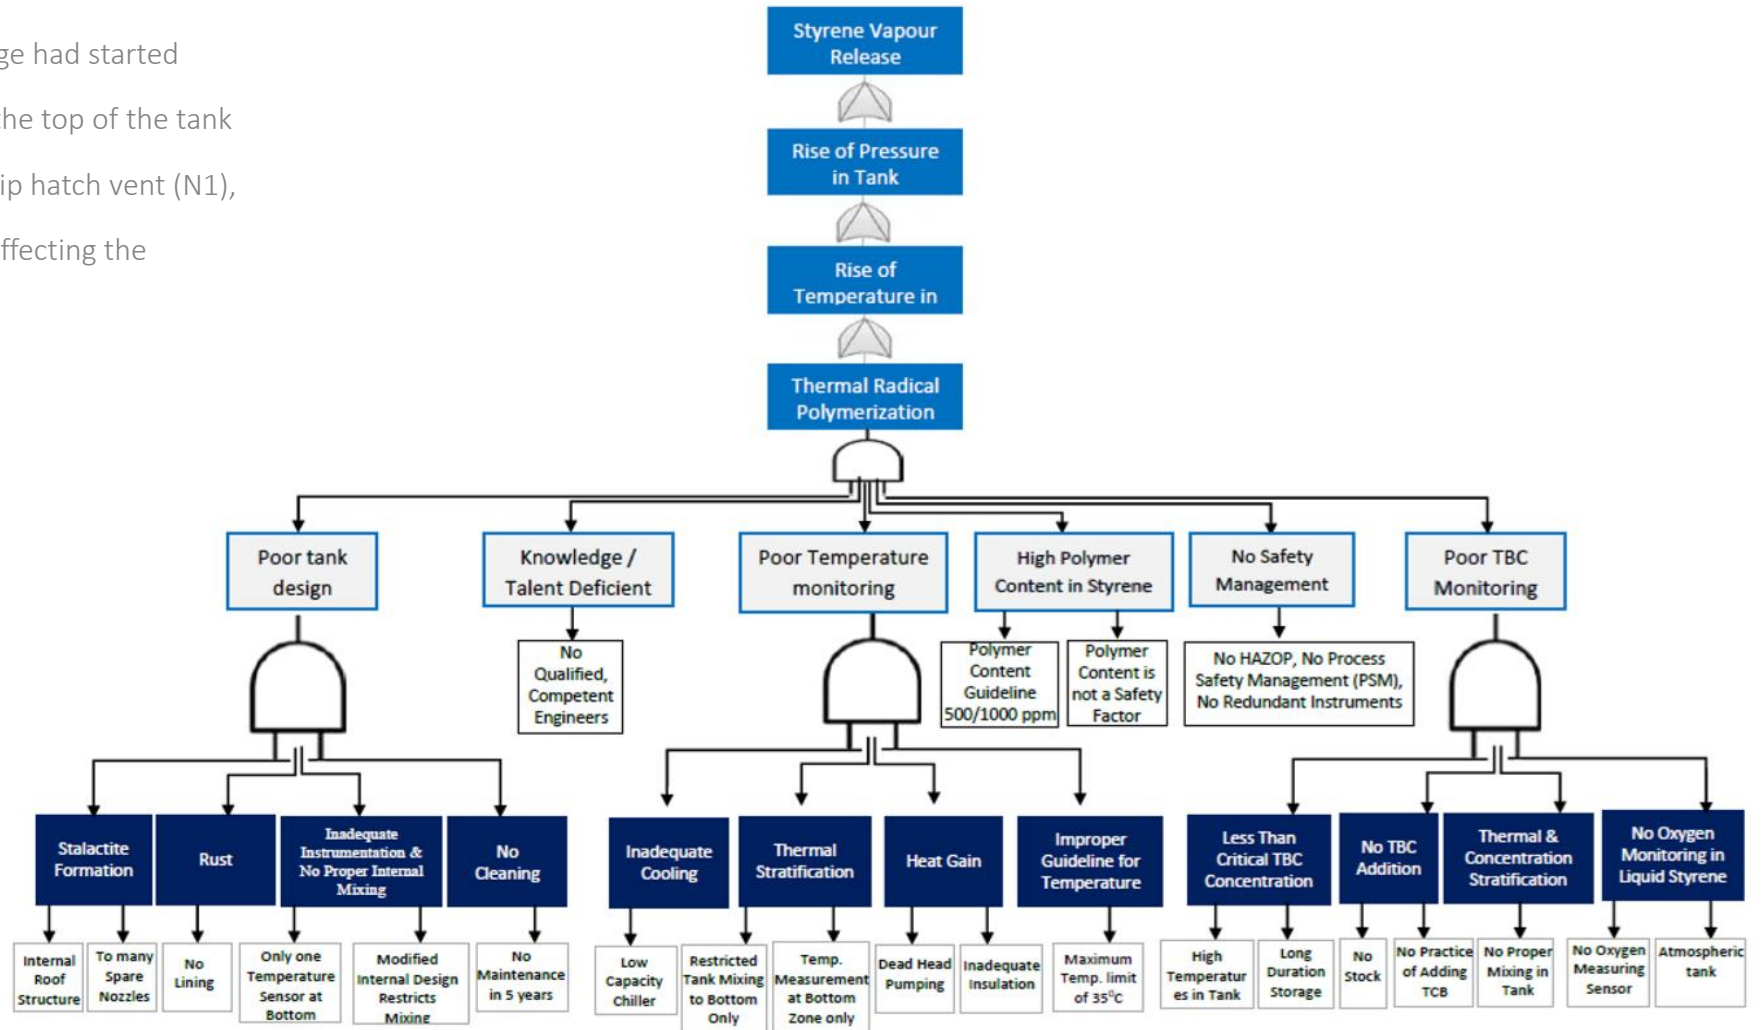 ge had started
the top of the tank
ip hatch vent (N1),
ffecting the
Styrene Vapour
Release
Rise of Pressure
in Tank
Rise of
Temperature in
Thermal Radical
Polymerization
Poor tank
design
Knowledge /
Talent Deficient
Poor Temperature
monitoring
High Polymer
Content in Styrene
No Safety
Management
Poor TBC
Monitoring
No
Qualified,
Competent
Engineers
Polymer
Content
Guideline
500/1000 ppm
Polymer
Content is
not a Safety
Factor
No HAZOP, No Process
Safety Management (PSM),
No Redundant Instruments
Stalactite
Formation
Rust
Inadequate
Instrumentation &
No Proper Internal
Mixing
No
Cleaning
Inadequate
Cooling
Thermal
Stratification
Heat Gain
Improper
Guideline for
Temperature
Less Than
Critical TBC
Concentration
No TBC
Addition
Thermal &
Concentration
Stratification
No Oxygen
Monitoring in
Liquid Styrene
Internal
Roof
Structure
To many
Spare
Nozzles
No
Lining
Only one
Temperature
Sensor at
Bottom
Modified
Internal Design
Restricts
Mixing
No
Maintenance
in 5 years
Low
Capacity
Chiller
Restricted
Tank Mixing
to Bottom
Only
Temp.
Measurement
at Bottom
Zone only
Dead Head
Pumping
Inadequate
Insulation
Maximum
Temp. limit
of 35⁰C
High
Temperatur
es in Tank
Long
Duration
Storage
No
Stock
No Practice
of Adding
TCB
No Proper
Mixing in
Tank
No Oxygen
Measuring
Sensor
Atmospheric
tank